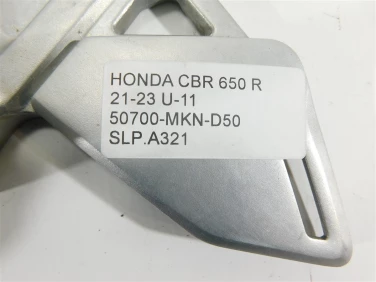 HONDA CBR 650 R
21-23 U-11
50700-MKN-D50
SLP.A321